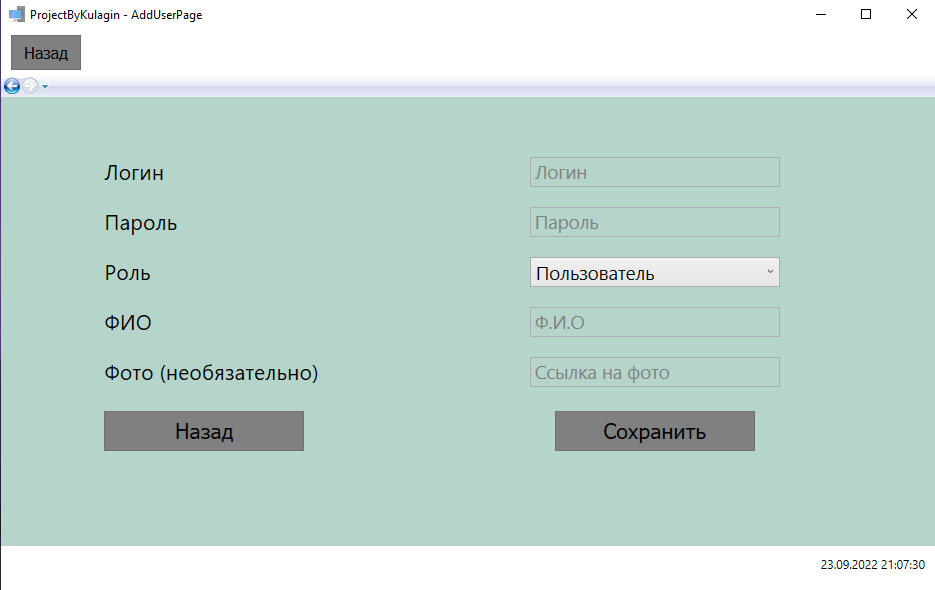 ProjectByKulagin - AddUserPage
Назад
Логин Логин
Пароль Пароль
Роль Пользователь
ФИО Ф.И.О
Фото (необязательно) Ссылка на фото
Назад Сохранить
23.09.2022 21:07:30